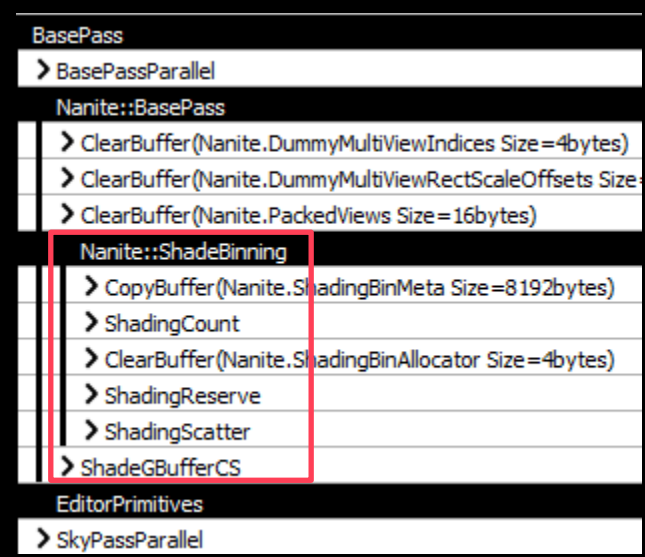 BasePass
BasePassParallel
Nanite::BasePass
ClearBuffer(Nanite.DummyMultiViewIndices Size=4bytes)
ClearBuffer(Nanite.DummyMultiViewRectScaleOffsets Size=
ClearBuffer(Nanite.PackedViews Size=16bytes)
Nanite::ShadeBinning
CopyBuffer(Nanite.ShadingBinMeta Size=8192bytes)
ShadingCount
ClearBuffer(Nanite.ShadingBinAllocator Size=4bytes)
ShadingReserve
ShadingScatter
ShadeGBufferCS
EditorPrimitives
SkyPassParallel